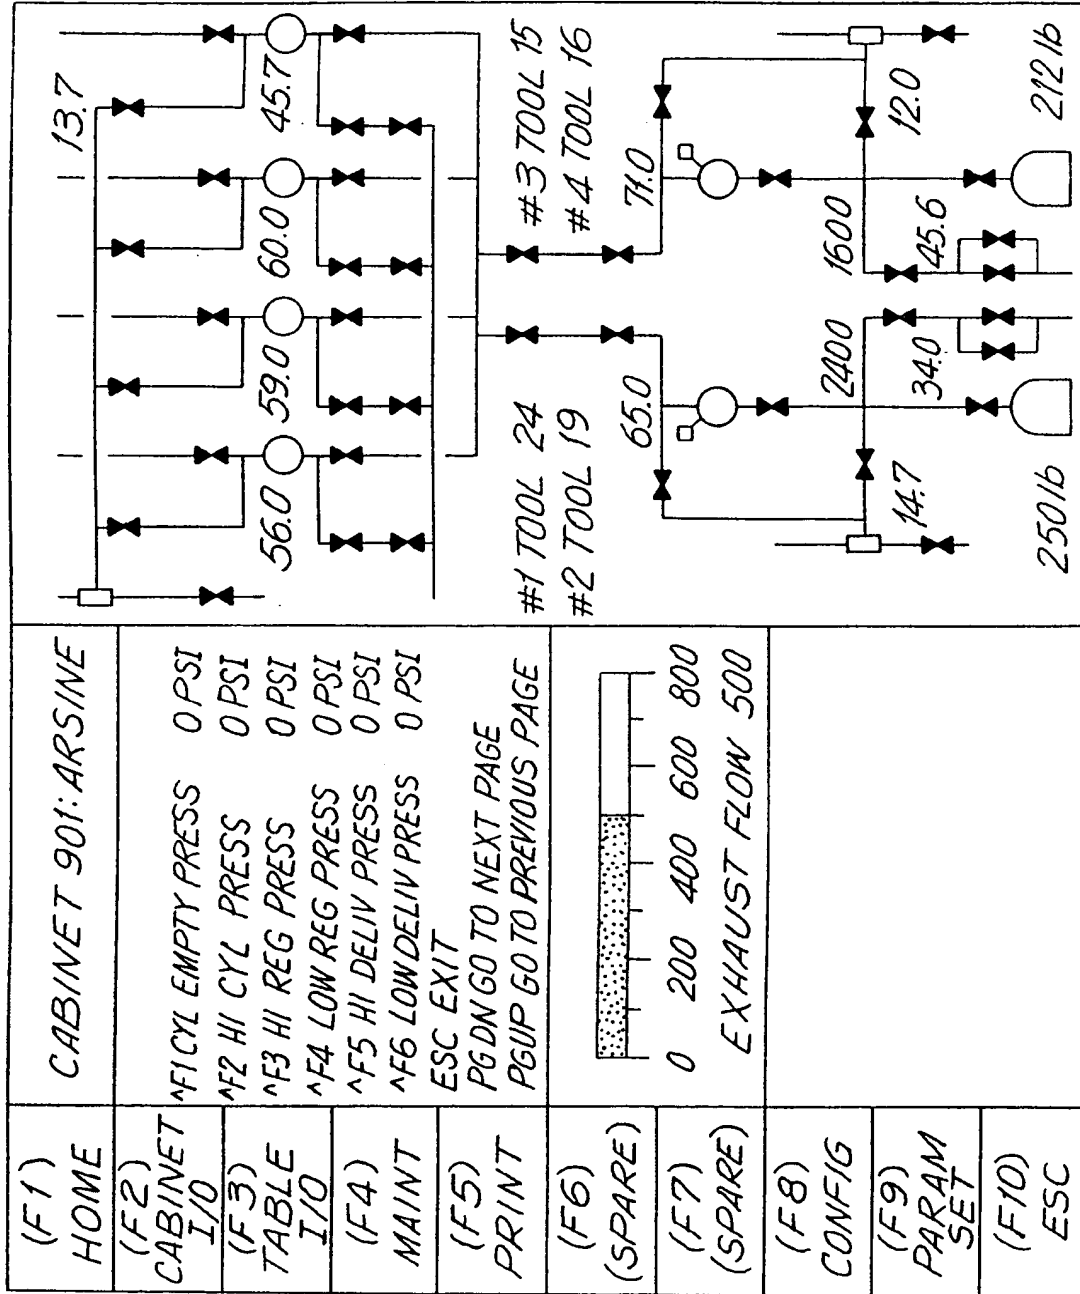 (F1)
HOME
(F2)
CABINET
I/O
(F3)
TABLE
I/O
(F4)
MAINT
(F5)
PRINT
(F6)
(SPARE)
(F7)
(SPARE)
(F8)
CONFIG
(F9)
PARAM
SET
(F10)
ESC
CABINET 901: ARSINE
^F1 CYL EMPTY PRESS 0 PSI
^F2 HI CYL PRESS 0 PSI
^F3 HI REG PRESS 0 PSI
^F4 LOW REG PRESS 0 PSI
^F5 HI DELIV PRESS 0 PSI
^F6 LOW DELIV PRESS 0 PSI
ESC EXIT
PGDN GO TO NEXT PAGE
PGUP GO TO PREVIOUS PAGE
0 200 400 600 800
EXHAUST FLOW 500
13.7
56.0 59.0 60.0 45.7
#1 TOOL 24 #3 TOOL 15
#2 TOOL 19 #4 TOOL 16
65.0 71.0
2400 1600
14.7 34.0 45.6 12.0
250 lb 212 lb